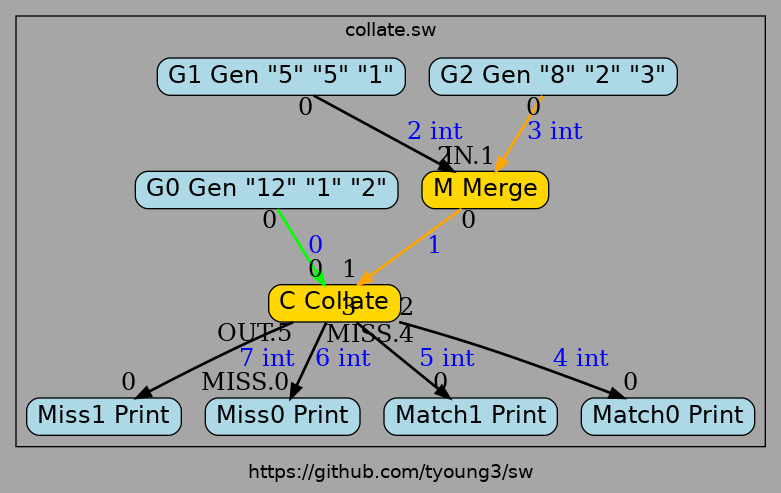 collate.sw
G1 Gen "5" "5" "1"
G2 Gen "8" "2" "3"
0
0
2 int
3 int
2
IN.1
G0 Gen "12" "1" "2"
M Merge
0
0
0
1
0
1
C Collate
3
2
OUT.5
MISS.4
7 int
6 int
5 int
4 int
0
MISS.0
0
0
Miss1 Print
Miss0 Print
Match1 Print
Match0 Print
https://github.com/tyoung3/sw